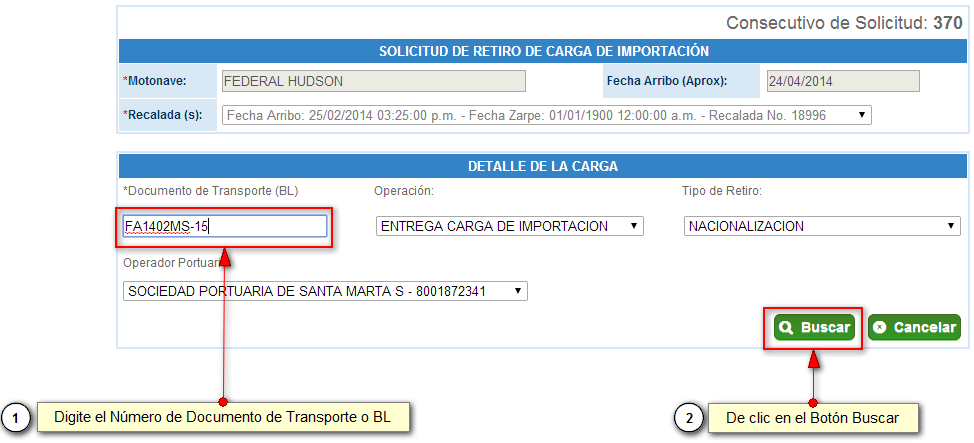 Consecutivo de Solicitud: 370
SOLICITUD DE RETIRO DE CARGA DE IMPORTACIÓN
*Motonave: FEDERAL HUDSON Fecha Arribo (Aprox): 24/04/2014
*Recalada (s): Fecha Arribo: 25/02/2014 03:25:00 p.m. - Fecha Zarpe: 01/01/1900 12:00:00 a.m. - Recalada No. 18996
DETALLE DE LA CARGA
*Documento de Transporte (BL) Operación: Tipo de Retiro:
FA1402MS-15 ENTREGA CARGA DE IMPORTACION NACIONALIZACION
Operador Portuari
SOCIEDAD PORTUARIA DE SANTA MARTA S - 8001872341
Buscar Cancelar
1 Digite el Número de Documento de Transporte o BL 2 De clic en el Botón Buscar